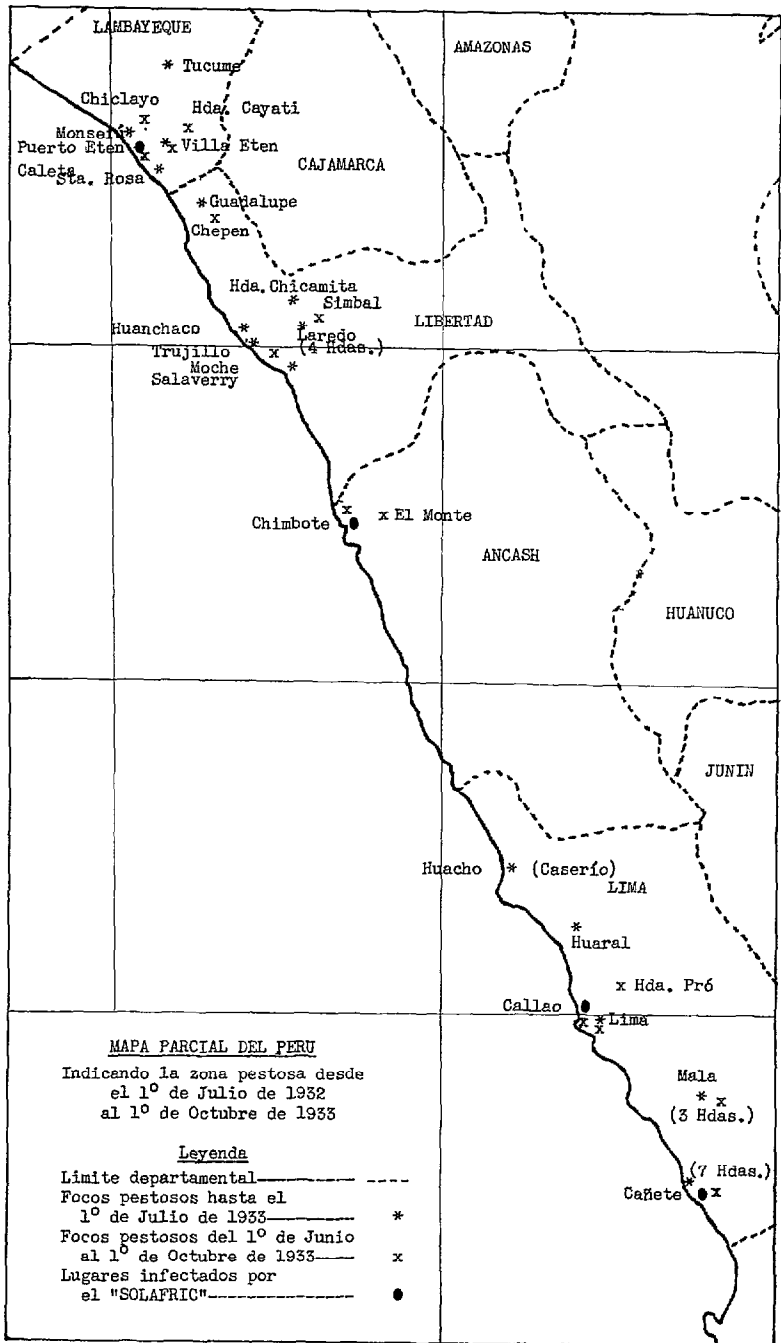 LAMBAYEQUE
AMAZONAS
* Tucume
Chiclayo
x
Hda. Cayati
x
Monsefú *
Puerto Eten
* x Villa Eten
x
CAJAMARCA
Caleta
Sta. Rosa *
* Guadalupe
x
Chepen
Hda. Chicamita
*
Simbal
x
LIBERTAD
Huanchaco *
* Laredo
(4 Hdas.)
Trujillo * x
Moche
Salaverry *
x
Chimbote
x El Monte
ANCASH
*
HUANUCO
JUNIN
Huacho * (Caserío)
LIMA
*
Huaral
x Hda. Pró
Callao
x * Lima
x
MAPA PARCIAL DEL PERU
Indicando la zona pestosa desde
el 1º de Julio de 1932
al 1º de Octubre de 1933
Mala
* x
(3 Hdas.)
(7 Hdas.)
*
Cañete x
Leyenda
Límite departamental ----
Focos pestosos hasta el
1º de Julio de 1933 *
Focos pestosos del 1º de Junio
al 1º de Octubre de 1933 x
Lugares infectados por
el "SOLAFRIC" ●